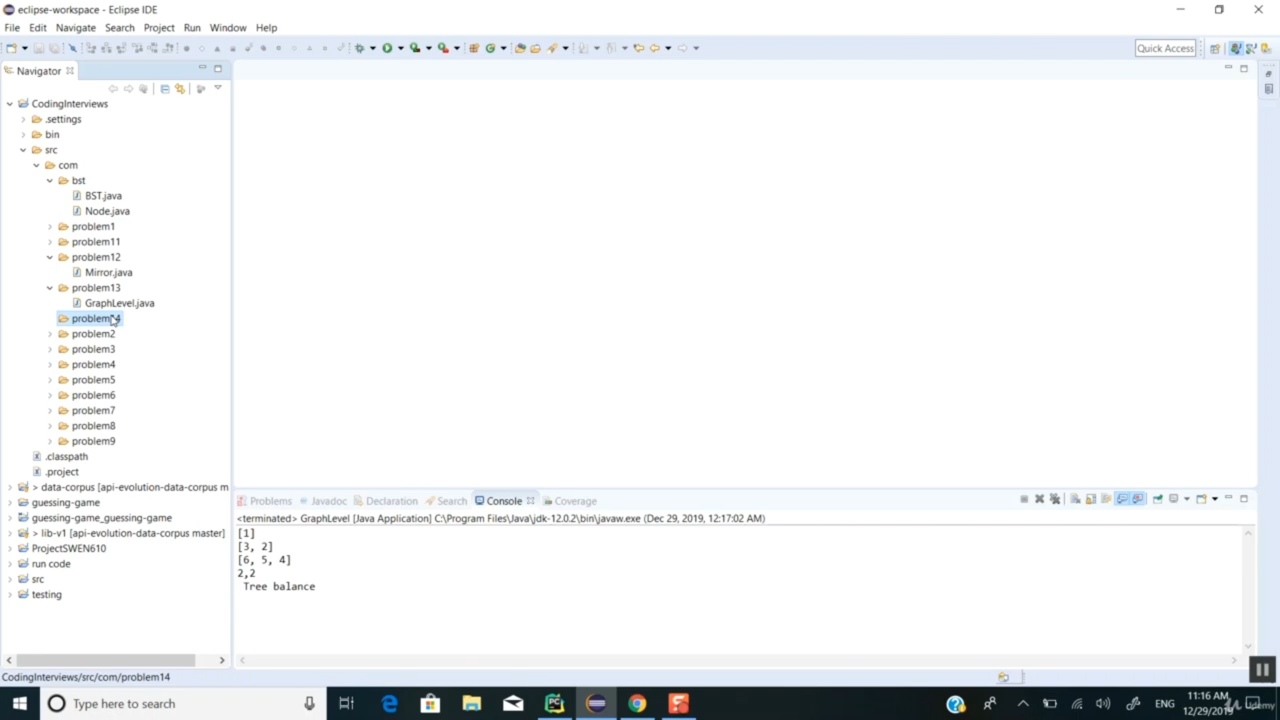 eclipse-workspace - Eclipse IDE
File Edit Navigate Search Project Run Window Help
Quick Access
Navigator
CodingInterviews
.settings
bin
src
com
bst
BST.java
Node.java
problem1
problem11
problem12
Mirror.java
problem13
GraphLevel.java
problem14
problem2
problem3
problem4
problem5
problem6
problem7
problem8
problem9
.classpath
.project
> data-corpus [api-evolution-data-corpus m
guessing-game
guessing-game_guessing-game
> lib-v1 [api-evolution-data-corpus master]
ProjectSWEN610
run code
src
testing
Problems Javadoc Declaration Search Console Coverage
<terminated> GraphLevel [Java Application] C:\Program Files\Java\jdk-12.0.2\bin\javaw.exe (Dec 29, 2019, 12:17:02 AM)
[1]
[3, 2]
[6, 5, 4]
2,2
Tree balance
CodingInterviews/src/com/problem14
Type here to search
ENG
11:16 AM
12/29/2019
Udemy